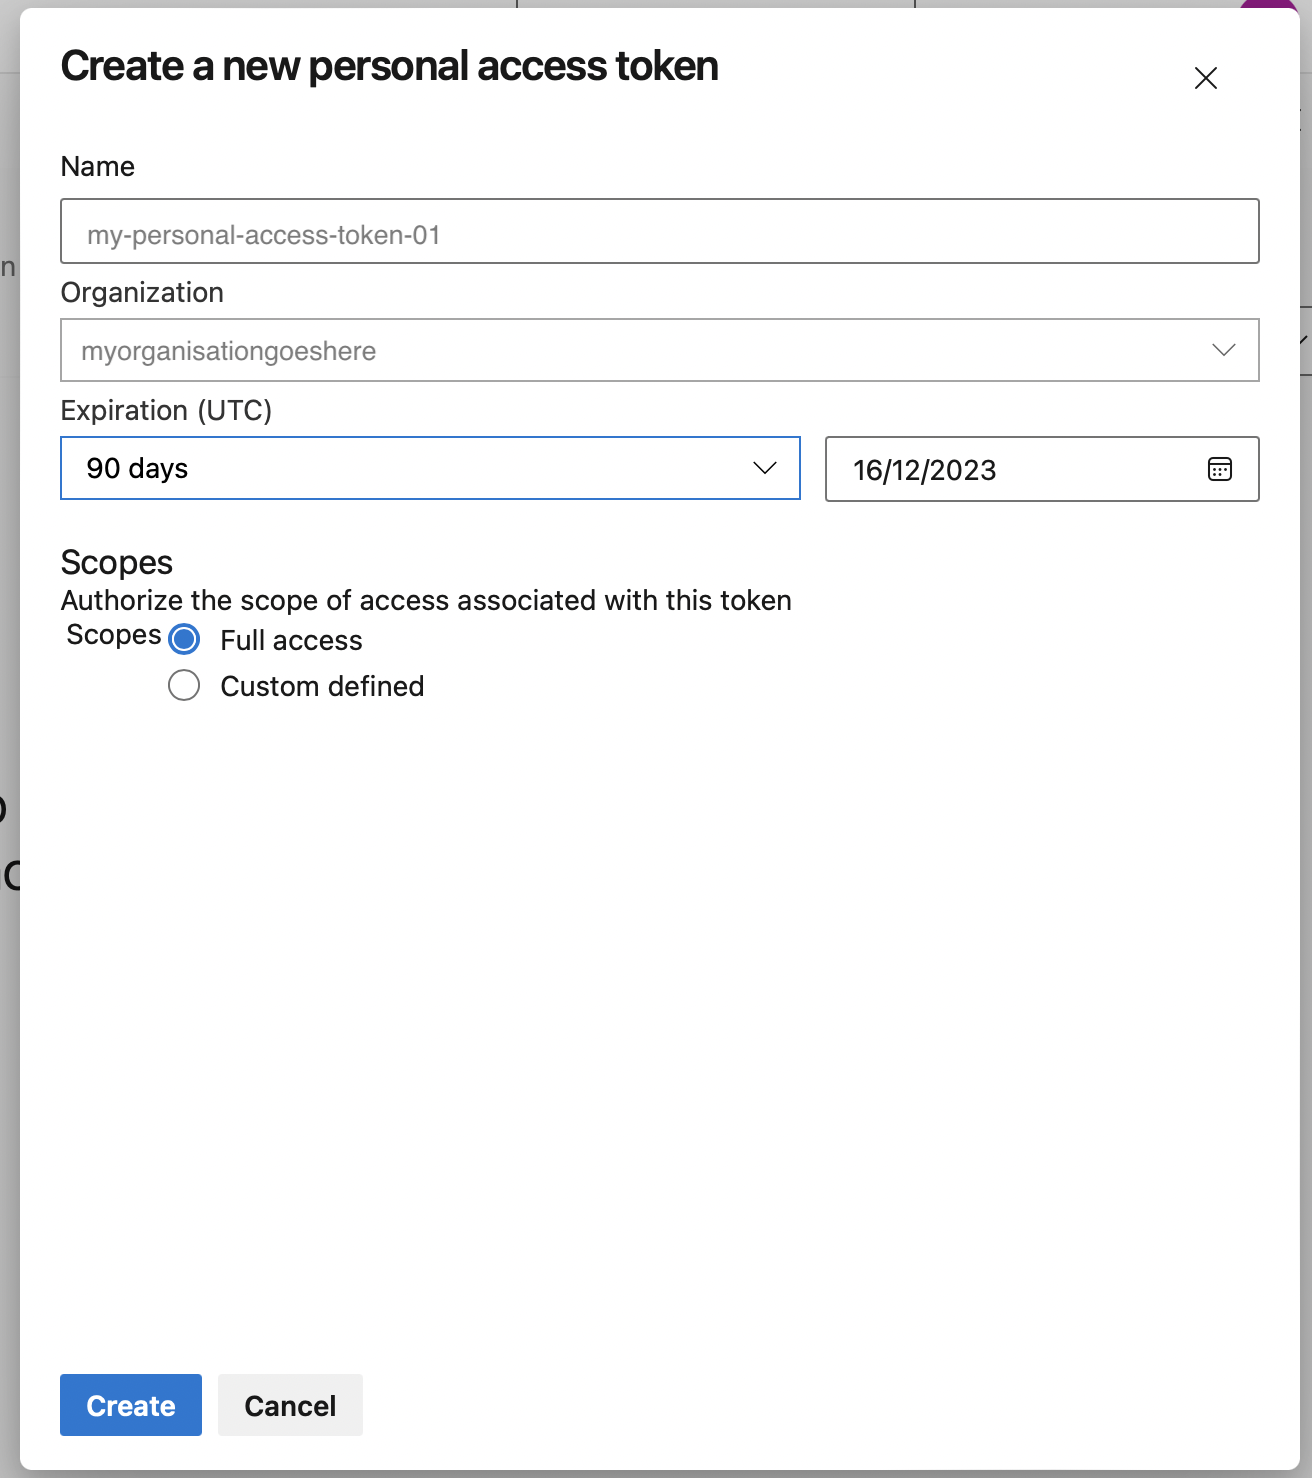 Create a new personal access token
Name
my-personal-access-token-01
Organization
myorganisationgoeshere
Expiration (UTC)
90 days
16/12/2023
Scopes
Authorize the scope of access associated with this token
Scopes
Full access
Custom defined
Create
Cancel